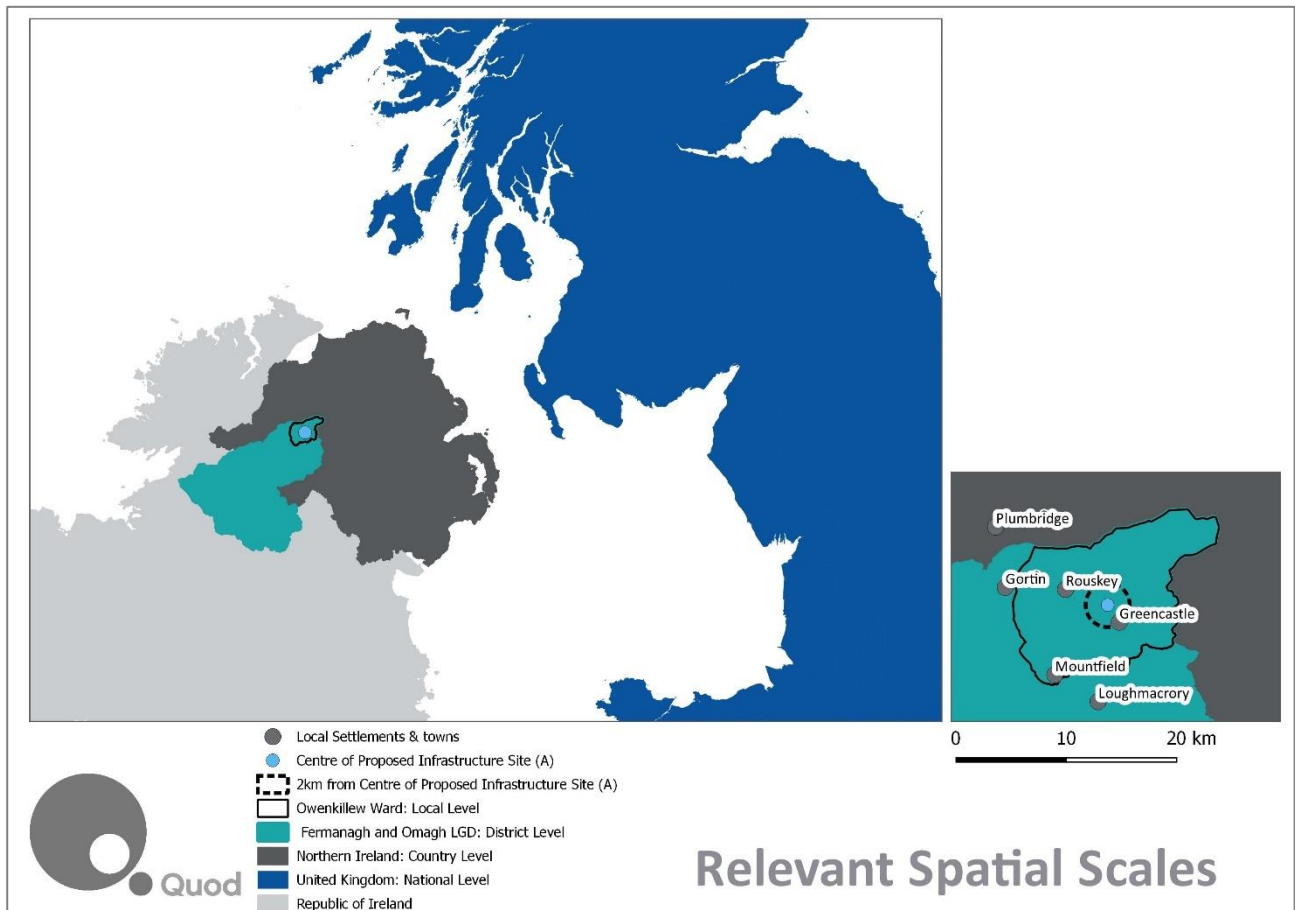 Plumbridge
Gortin
Rouskey
Greencastle
Mountfield
Loughmacrory
0 10 20 km
Local Settlements & towns
Centre of Proposed Infrastructure Site (A)
2km from Centre of Proposed Infrastructure Site (A)
Owenkillew Ward: Local Level
Fermanagh and Omagh LGD: District Level
Northern Ireland: Country Level
United Kingdom: National Level
Republic of Ireland
Quod
Relevant Spatial Scales